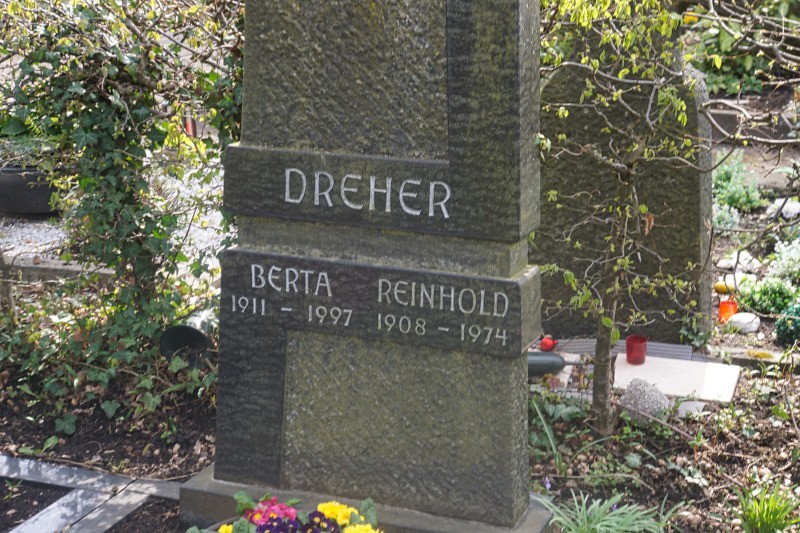 DREHER
BERTA REINHOLD
1911 - 1997 1908 - 1974